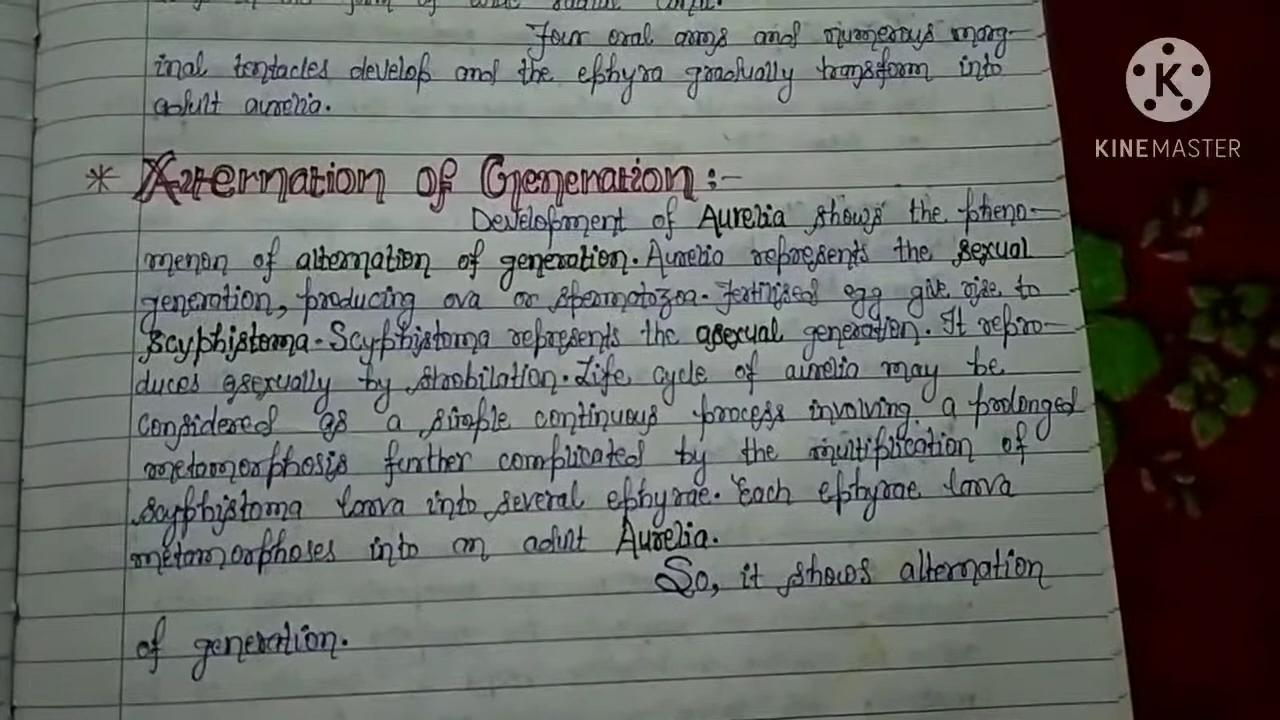 Four oral arms and numerous marg-
inal tentacles develop and the ephyra gradually transform into
adult aurelia.
K
KINEMASTER
* Alternation of Generation :-
Development of Aurelia shows the pheno-
menon of alternation of generation. Aurelia represents the sexual
generation, producing ova or spermatozoa. Fertilised egg give rise to
scyphistoma. Scyphistoma represents the asexual generation. It repro-
duces asexually by strobilation. Life cycle of aurelia may be
considered as a simple continuous process involving a prolonged
metamorphosis further complicated by the multiplication of
scyphistoma larva into several ephyrae. Each ephyrae larva
metamorphoses into an adult Aurelia.
So, it shows alternation
of generation.